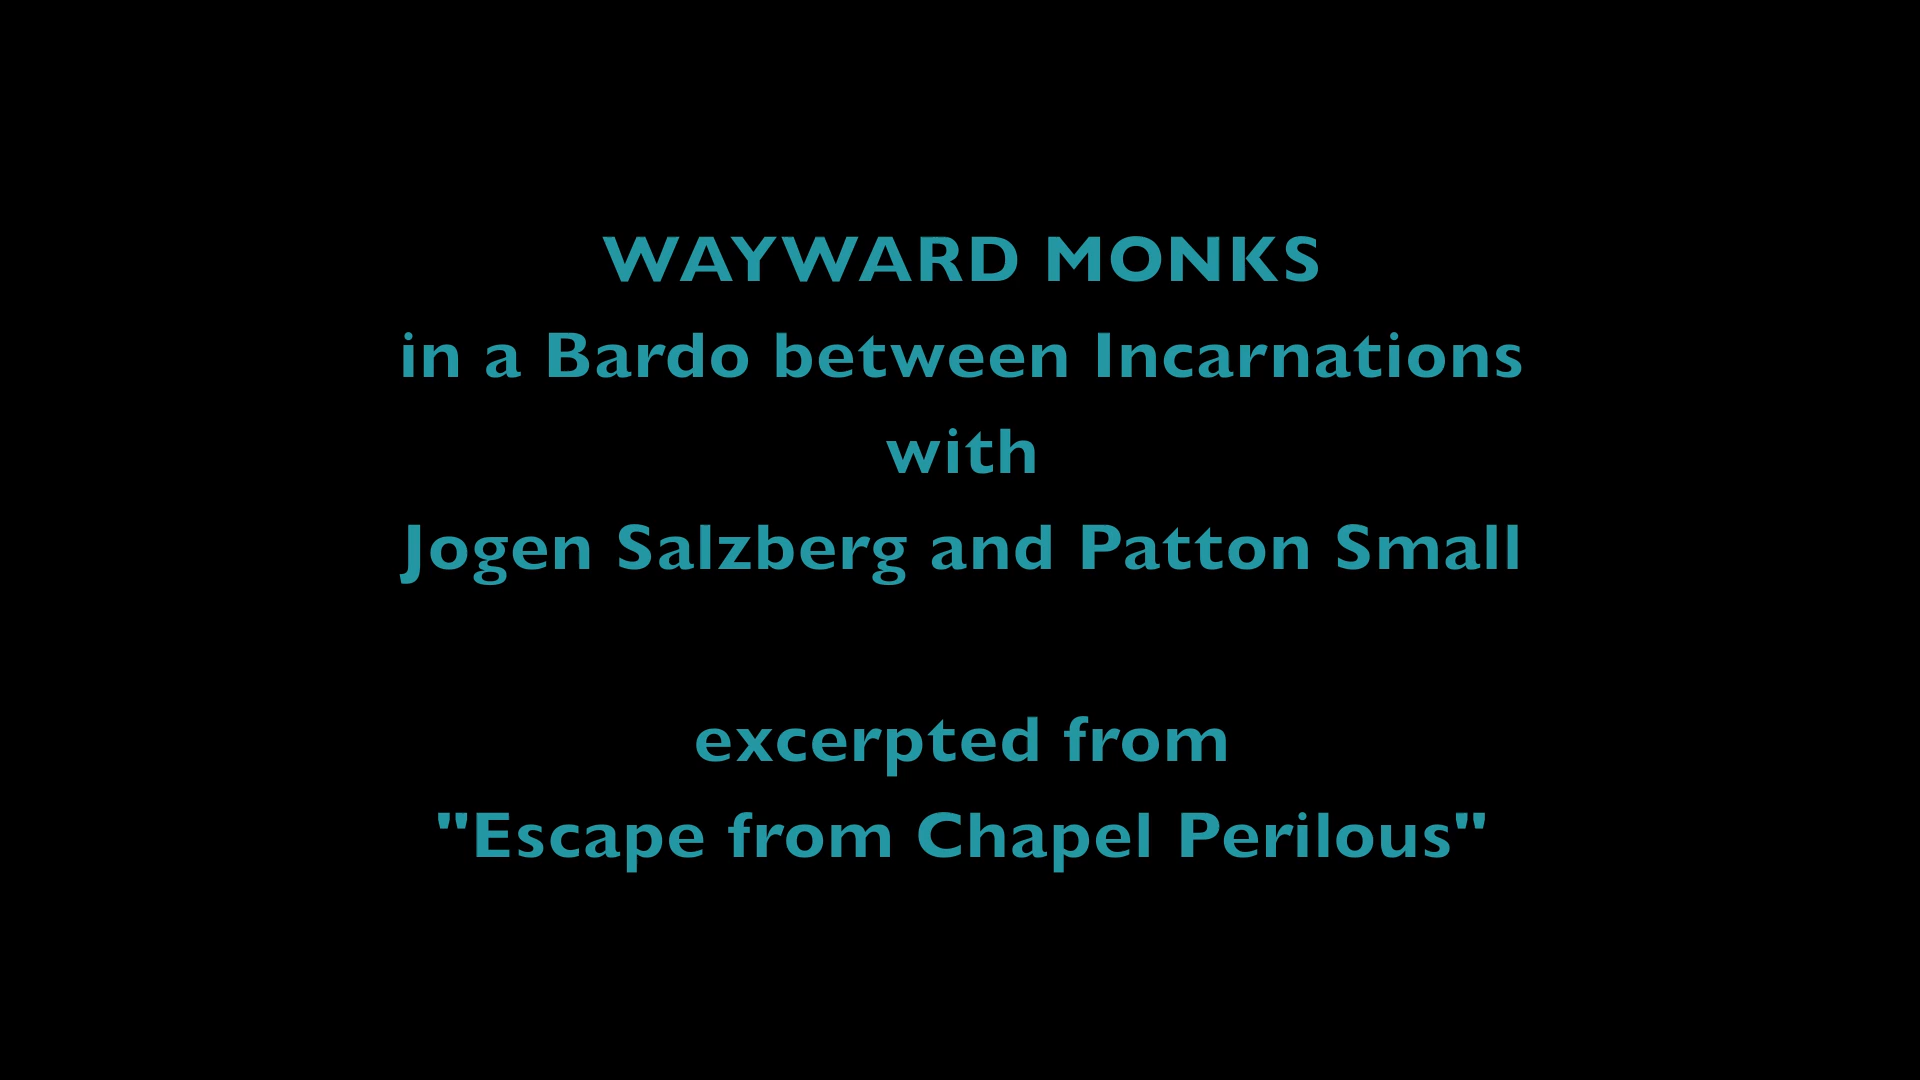 WAYWARD MONKS
in a Bardo between Incarnations
with
Jogen Salzberg and Patton Small
excerpted from
"Escape from Chapel Perilous"